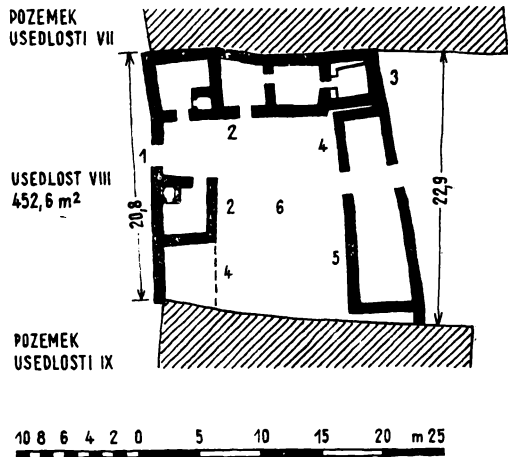 POZEMEK
USEDLOSTI VII
3
2
4
1
USEDLOST VIII
452,6 m²
20,8
2
6
22,9
5
4
POZEMEK
USEDLOSTI IX
10 8 6 4 2 0 5 10 15 20 m 25